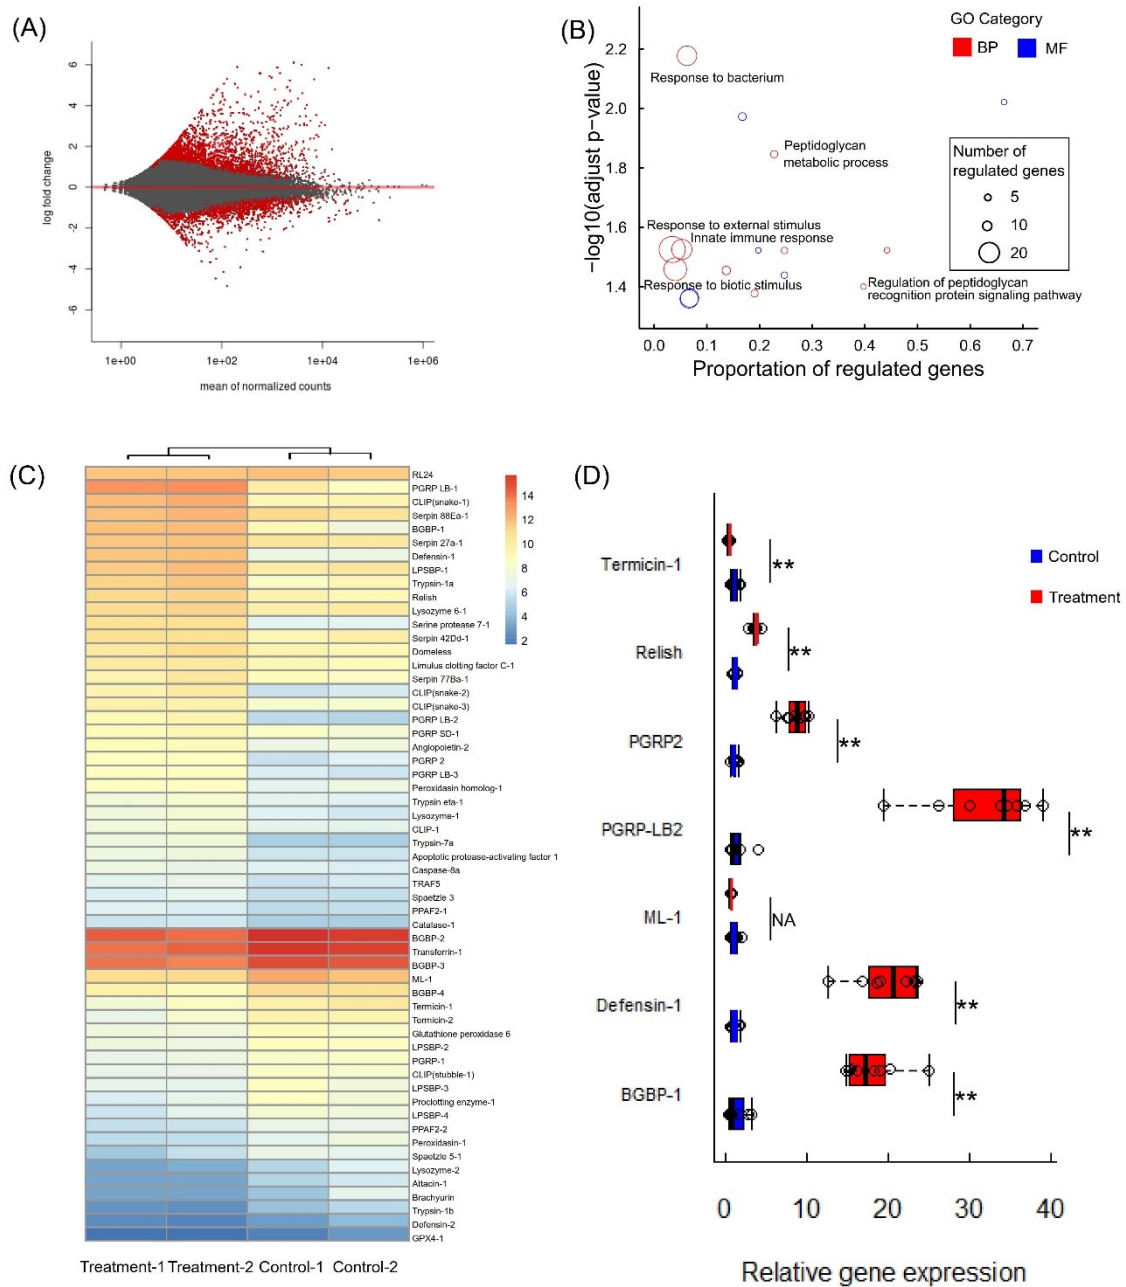 (A)
log fold change
6
4
2
0
-2
-4
-6
1e+00
1e+02
1e+04
1e+06
mean of normalized counts
(B)
GO Category
BP
MF
−log10(adjust p-value)
2.2
2.0
1.8
1.6
1.4
Response to bacterium
Peptidoglycan
metabolic process
Response to external stimulus
Innate immune response
Response to biotic stimulus
Regulation of peptidoglycan
recognition protein signaling pathway
Number of
regulated genes
5
10
20
0.0
0.1
0.2
0.3
0.4
0.5
0.6
0.7
Proportation of regulated genes
(C)
RL24
PGRP LB-1
CLIP(snake-1)
Serpin 88Ea-1
BGBP-1
Serpin 27a-1
Defensin-1
LPSBP-1
Trypsin-1a
Relish
Lysozyme 6-1
Serine protease 7-1
Serpin 42Dd-1
Domeless
Limulus clotting factor C-1
Serpin 77Ba-1
CLIP(snake-2)
CLIP(snake-3)
PGRP LB-2
PGRP SD-1
Angiopoietin-2
PGRP 2
PGRP LB-3
Peroxidasin homolog-1
Trypsin eta-1
Lysozyme-1
CLIP-1
Trypsin-7a
Apoptotic protease-activating factor 1
Caspase-8a
TRAF5
Spaetzle 3
PPAF2-1
Catalase-1
BGBP-2
Transferrin-1
BGBP-3
ML-1
BGBP-4
Termicin-1
Termicin-2
Glutathione peroxidase 6
LPSBP-2
PGRP-1
CLIP(stubble-1)
LPSBP-3
Proclotting enzyme-1
LPSBP-4
PPAF2-2
Peroxidasin-1
Spaetzle 5-1
Lysozyme-2
Attacin-1
Brachyurin
Trypsin-1b
Defensin-2
GPX4-1
14
12
10
8
6
4
2
Treatment-1
Treatment-2
Control-1
Control-2
(D)
Control
Treatment
Termicin-1
**
Relish
**
PGRP2
**
PGRP-LB2
**
ML-1
NA
Defensin-1
**
BGBP-1
**
0
10
20
30
40
Relative gene expression